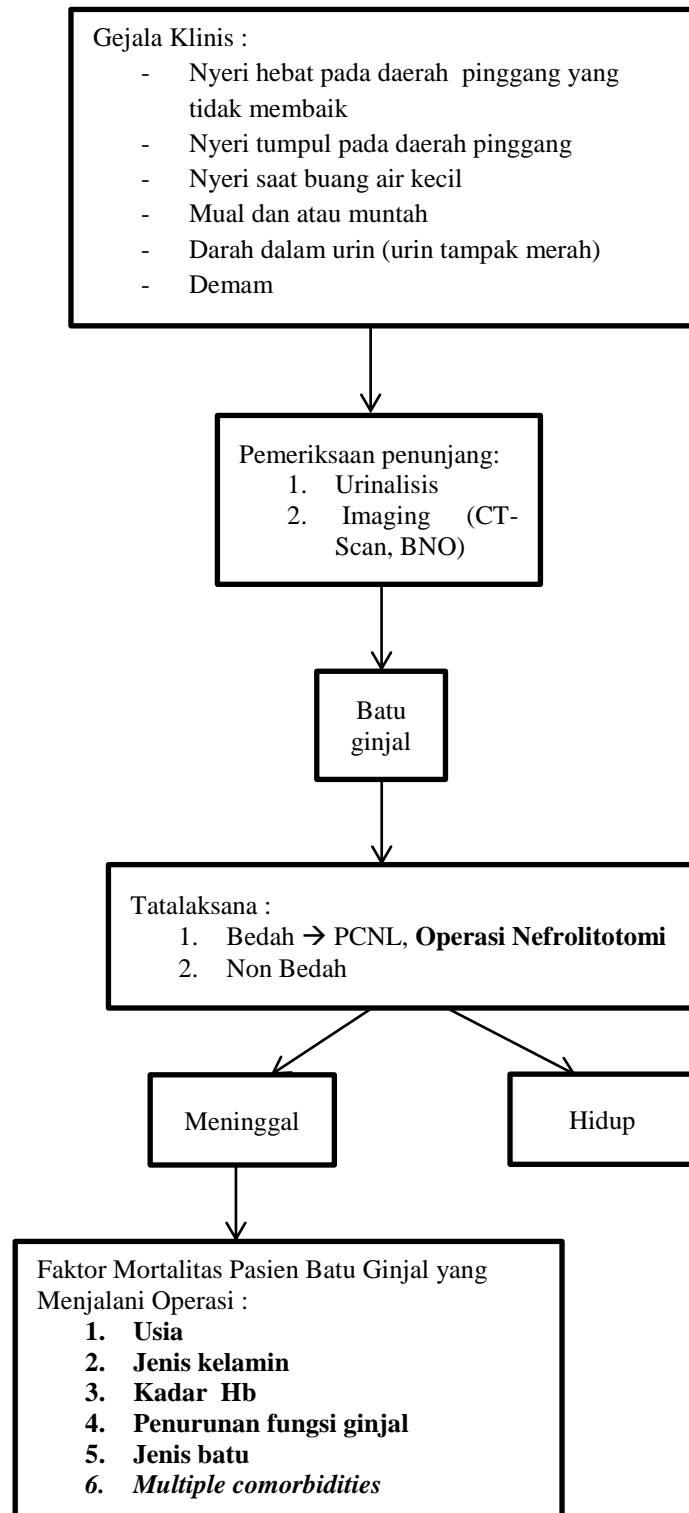 Gejala Klinis :
- Nyeri hebat pada daerah pinggang yang
tidak membaik
- Nyeri tumpul pada daerah pinggang
- Nyeri saat buang air kecil
- Mual dan atau muntah
- Darah dalam urin (urin tampak merah)
- Demam
Pemeriksaan penunjang:
1. Urinalisis
2. Imaging (CT-
Scan, BNO)
Batu
ginjal
Tatalaksana :
1. Bedah → PCNL, Operasi Nefrolitotomi
2. Non Bedah
Meninggal
Hidup
Faktor Mortalitas Pasien Batu Ginjal yang
Menjalani Operasi :
1. Usia
2. Jenis kelamin
3. Kadar Hb
4. Penurunan fungsi ginjal
5. Jenis batu
6. Multiple comorbidities